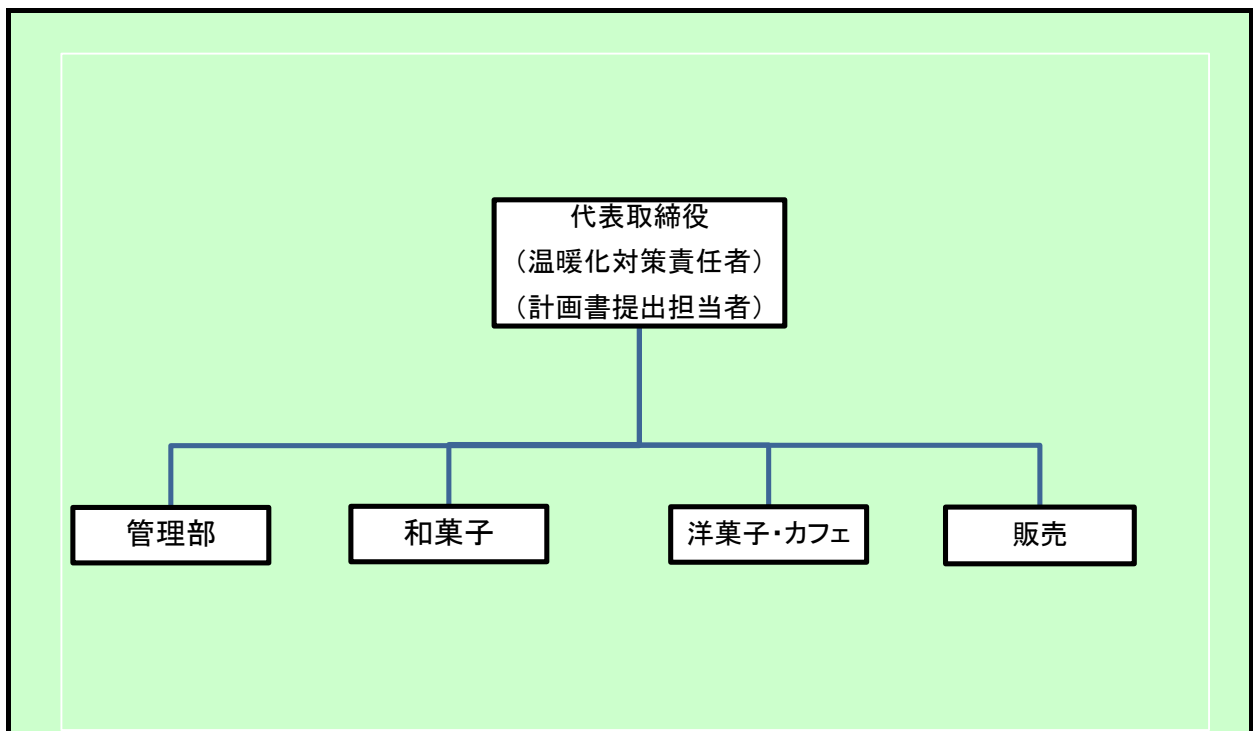 代表取締役
（温暖化対策責任者）
（計画書提出担当者）
管理部
和菓子
洋菓子・カフェ
販売